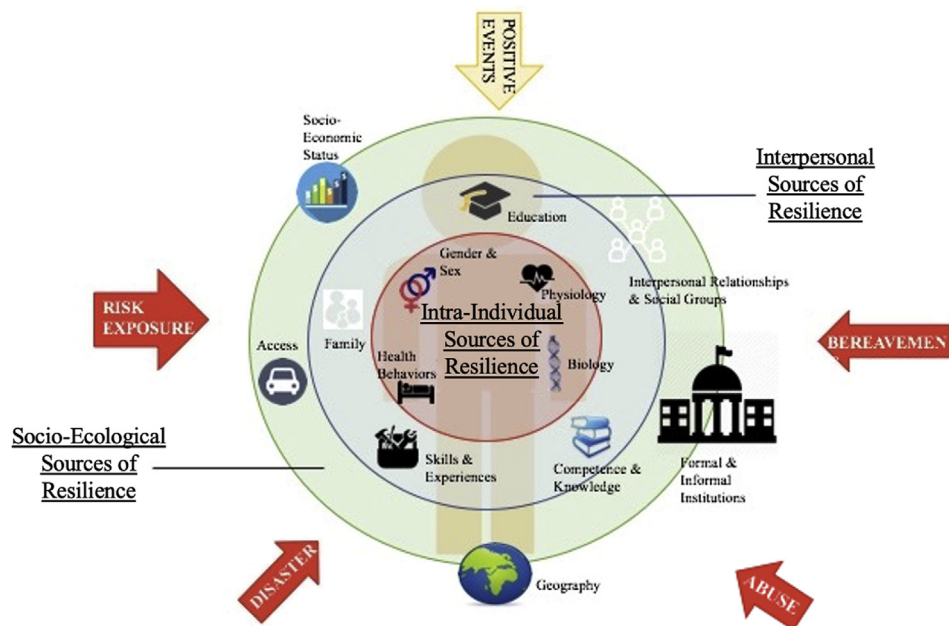 POSITIVE
EVENTS
Socio-
Economic
Status
Interpersonal
Sources of
Resilience
Education
Gender &
Sex
Physiology
Interpersonal Relationships
& Social Groups
RISK
EXPOSURE
Intra-Individual
Sources of
Resilience
Access
Family
Health
Behaviors
Biology
BEREAVEMEN
Socio-Ecological
Sources of
Resilience
Skills &
Experiences
Competence &
Knowledge
Formal &
Informal
Institutions
DISASTER
Geography
ABUSE